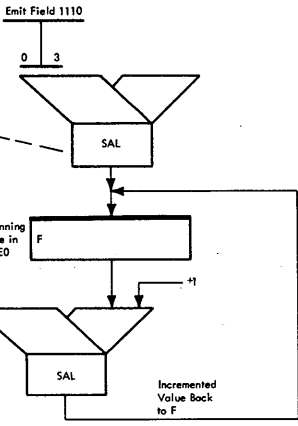 Emit Field 1110
0 3
SAL
nning
e in
E0
F
+1
SAL
Incremented
Value Back
to F